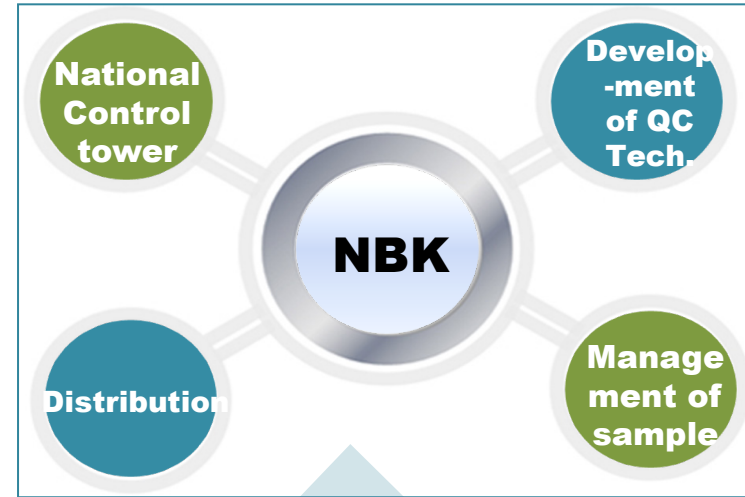 National
Control
tower
Develop
-ment
of QC
Tech.
NBK
Distribution
Manage
ment of
sample